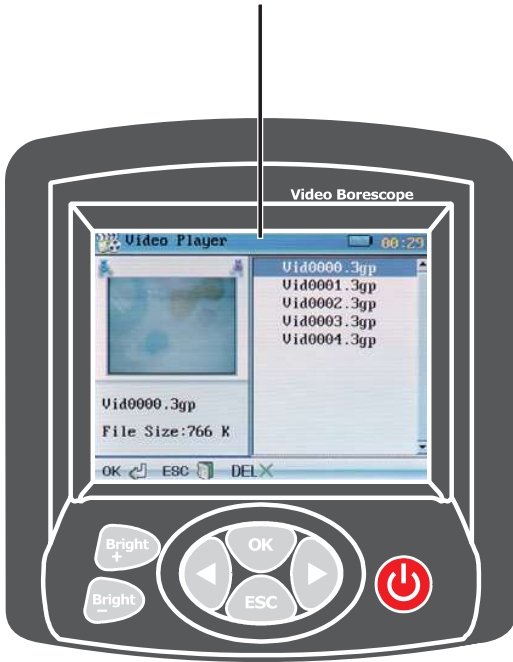 Video Borescope
Video Player 00:29
Vid0000.3gp
Vid0001.3gp
Vid0002.3gp
Vid0003.3gp
Vid0004.3gp
Vid0000.3gp
File Size:766 K
OK ESC DEL
Bright
+
OK
Bright
-
ESC